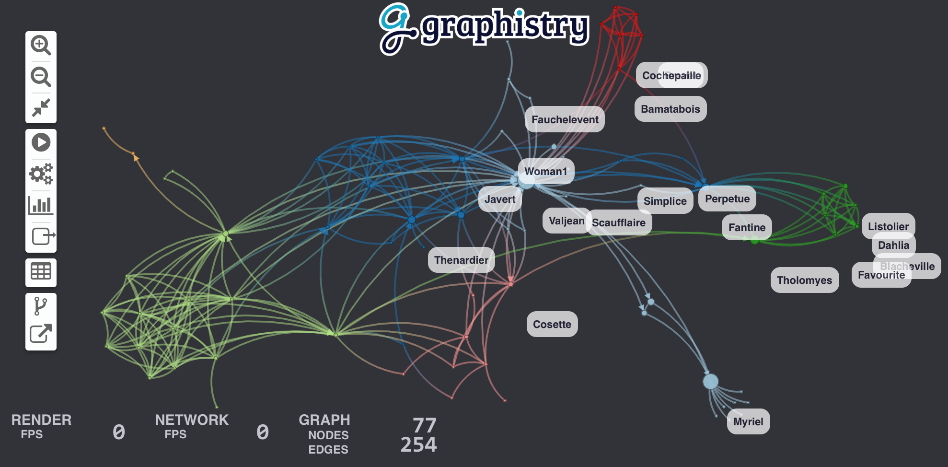 graphistry
Cochepaille
Bamatabois
Fauchelevent
Woman1
Javert
Simplice
Perpetue
Valjean
Scaufflaire
Fantine
Listolier
Dahlia
Thenardier
Blacheville
Favourite
Tholomyes
Cosette
Myriel
RENDER
FPS
0
NETWORK
FPS
0
GRAPH
NODES
77
EDGES
254